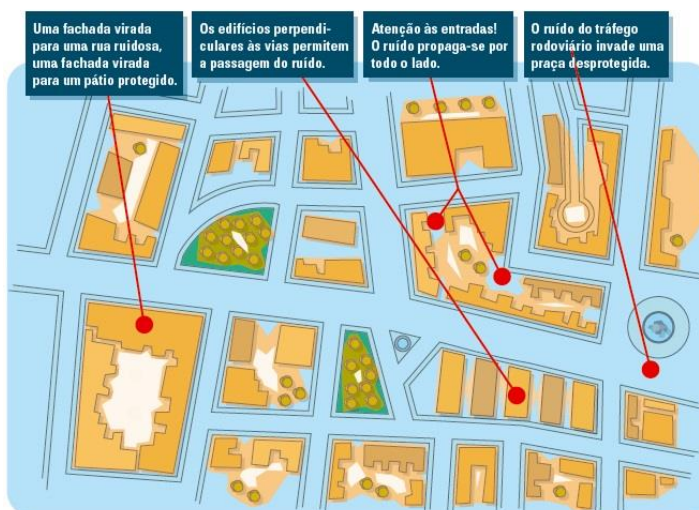 Uma fachada virada
para uma rua ruidosa,
uma fachada virada
para um pátio protegido.
Os edifícios perpendi-
culares às vias permitem
a passagem do ruído.
Atenção às entradas!
O ruído propaga-se por
todo o lado.
O ruído do tráfego
rodoviário invade uma
praça desprotegida.